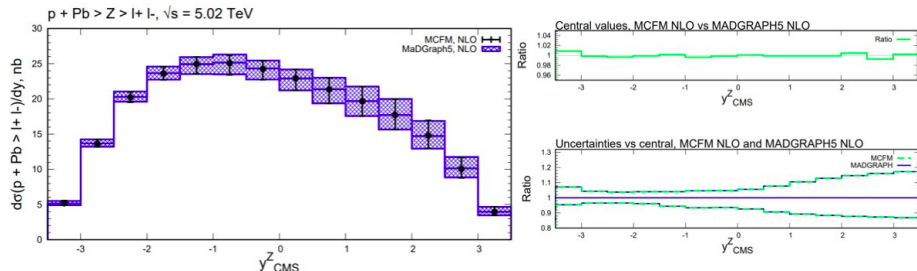 p + Pb > Z > l+ l-, √s = 5.02 TeV
MCFM, NLO
MaDGraph5, NLO
dσ(p + Pb > l+ l-)/dy, nb
30
25
20
15
10
5
0
-3 -2 -1 0 1 2 3
y^Z_CMS
Central values, MCFM NLO vs MADGRAPH5 NLO
Ratio
Ratio
1.04
1.02
1
0.98
0.96
-3 -2 -1 0 1 2 3
y^Z_CMS
Uncertainties vs central, MCFM NLO and MADGRAPH5 NLO
MCFM
MADGRAPH
Ratio
1.3
1.2
1.1
1
0.9
0.8
-3 -2 -1 0 1 2 3
y^Z_CMS